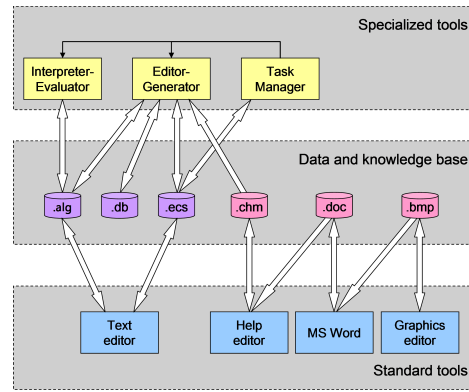 Specialized tools
Interpreter-
Evaluator
Editor-
Generator
Task
Manager
Data and knowledge base
.alg
.db
.ecs
.chm
.doc
.bmp
Text
editor
Help
editor
MS Word
Graphics
editor
Standard tools